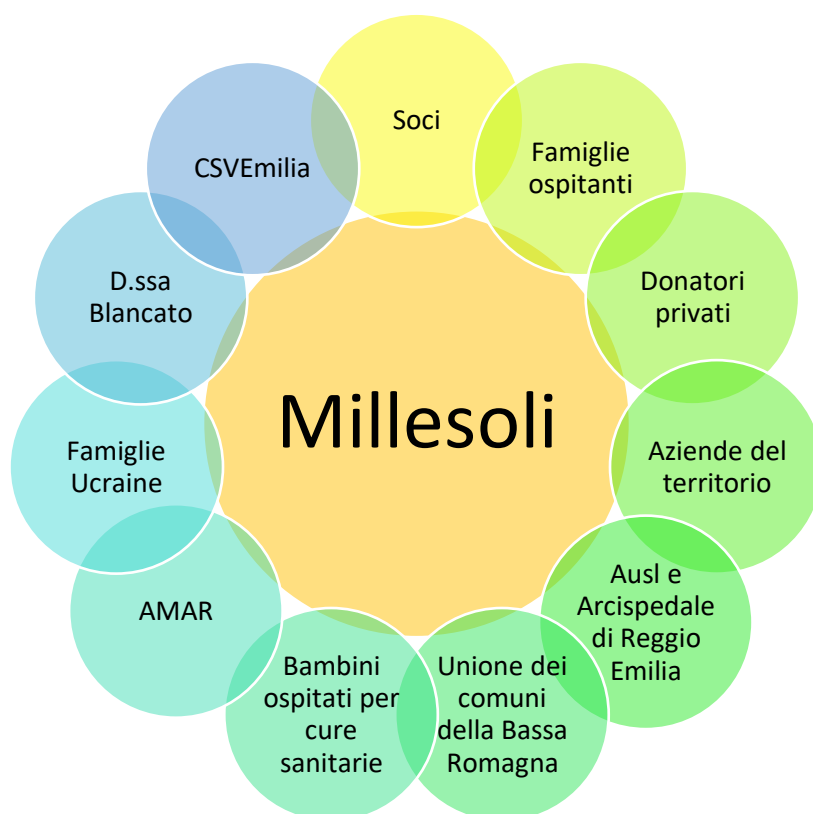 Soci
Famiglie
ospitanti
Donatori
privati
Aziende del
territorio
Ausl e
Arcispedale
di Reggio
Emilia
Unione dei
comuni
della Bassa
Romagna
Bambini
ospitati per
cure
sanitarie
AMAR
Famiglie
Ucraine
D.ssa
Blancato
CSVEmilia
Millesoli